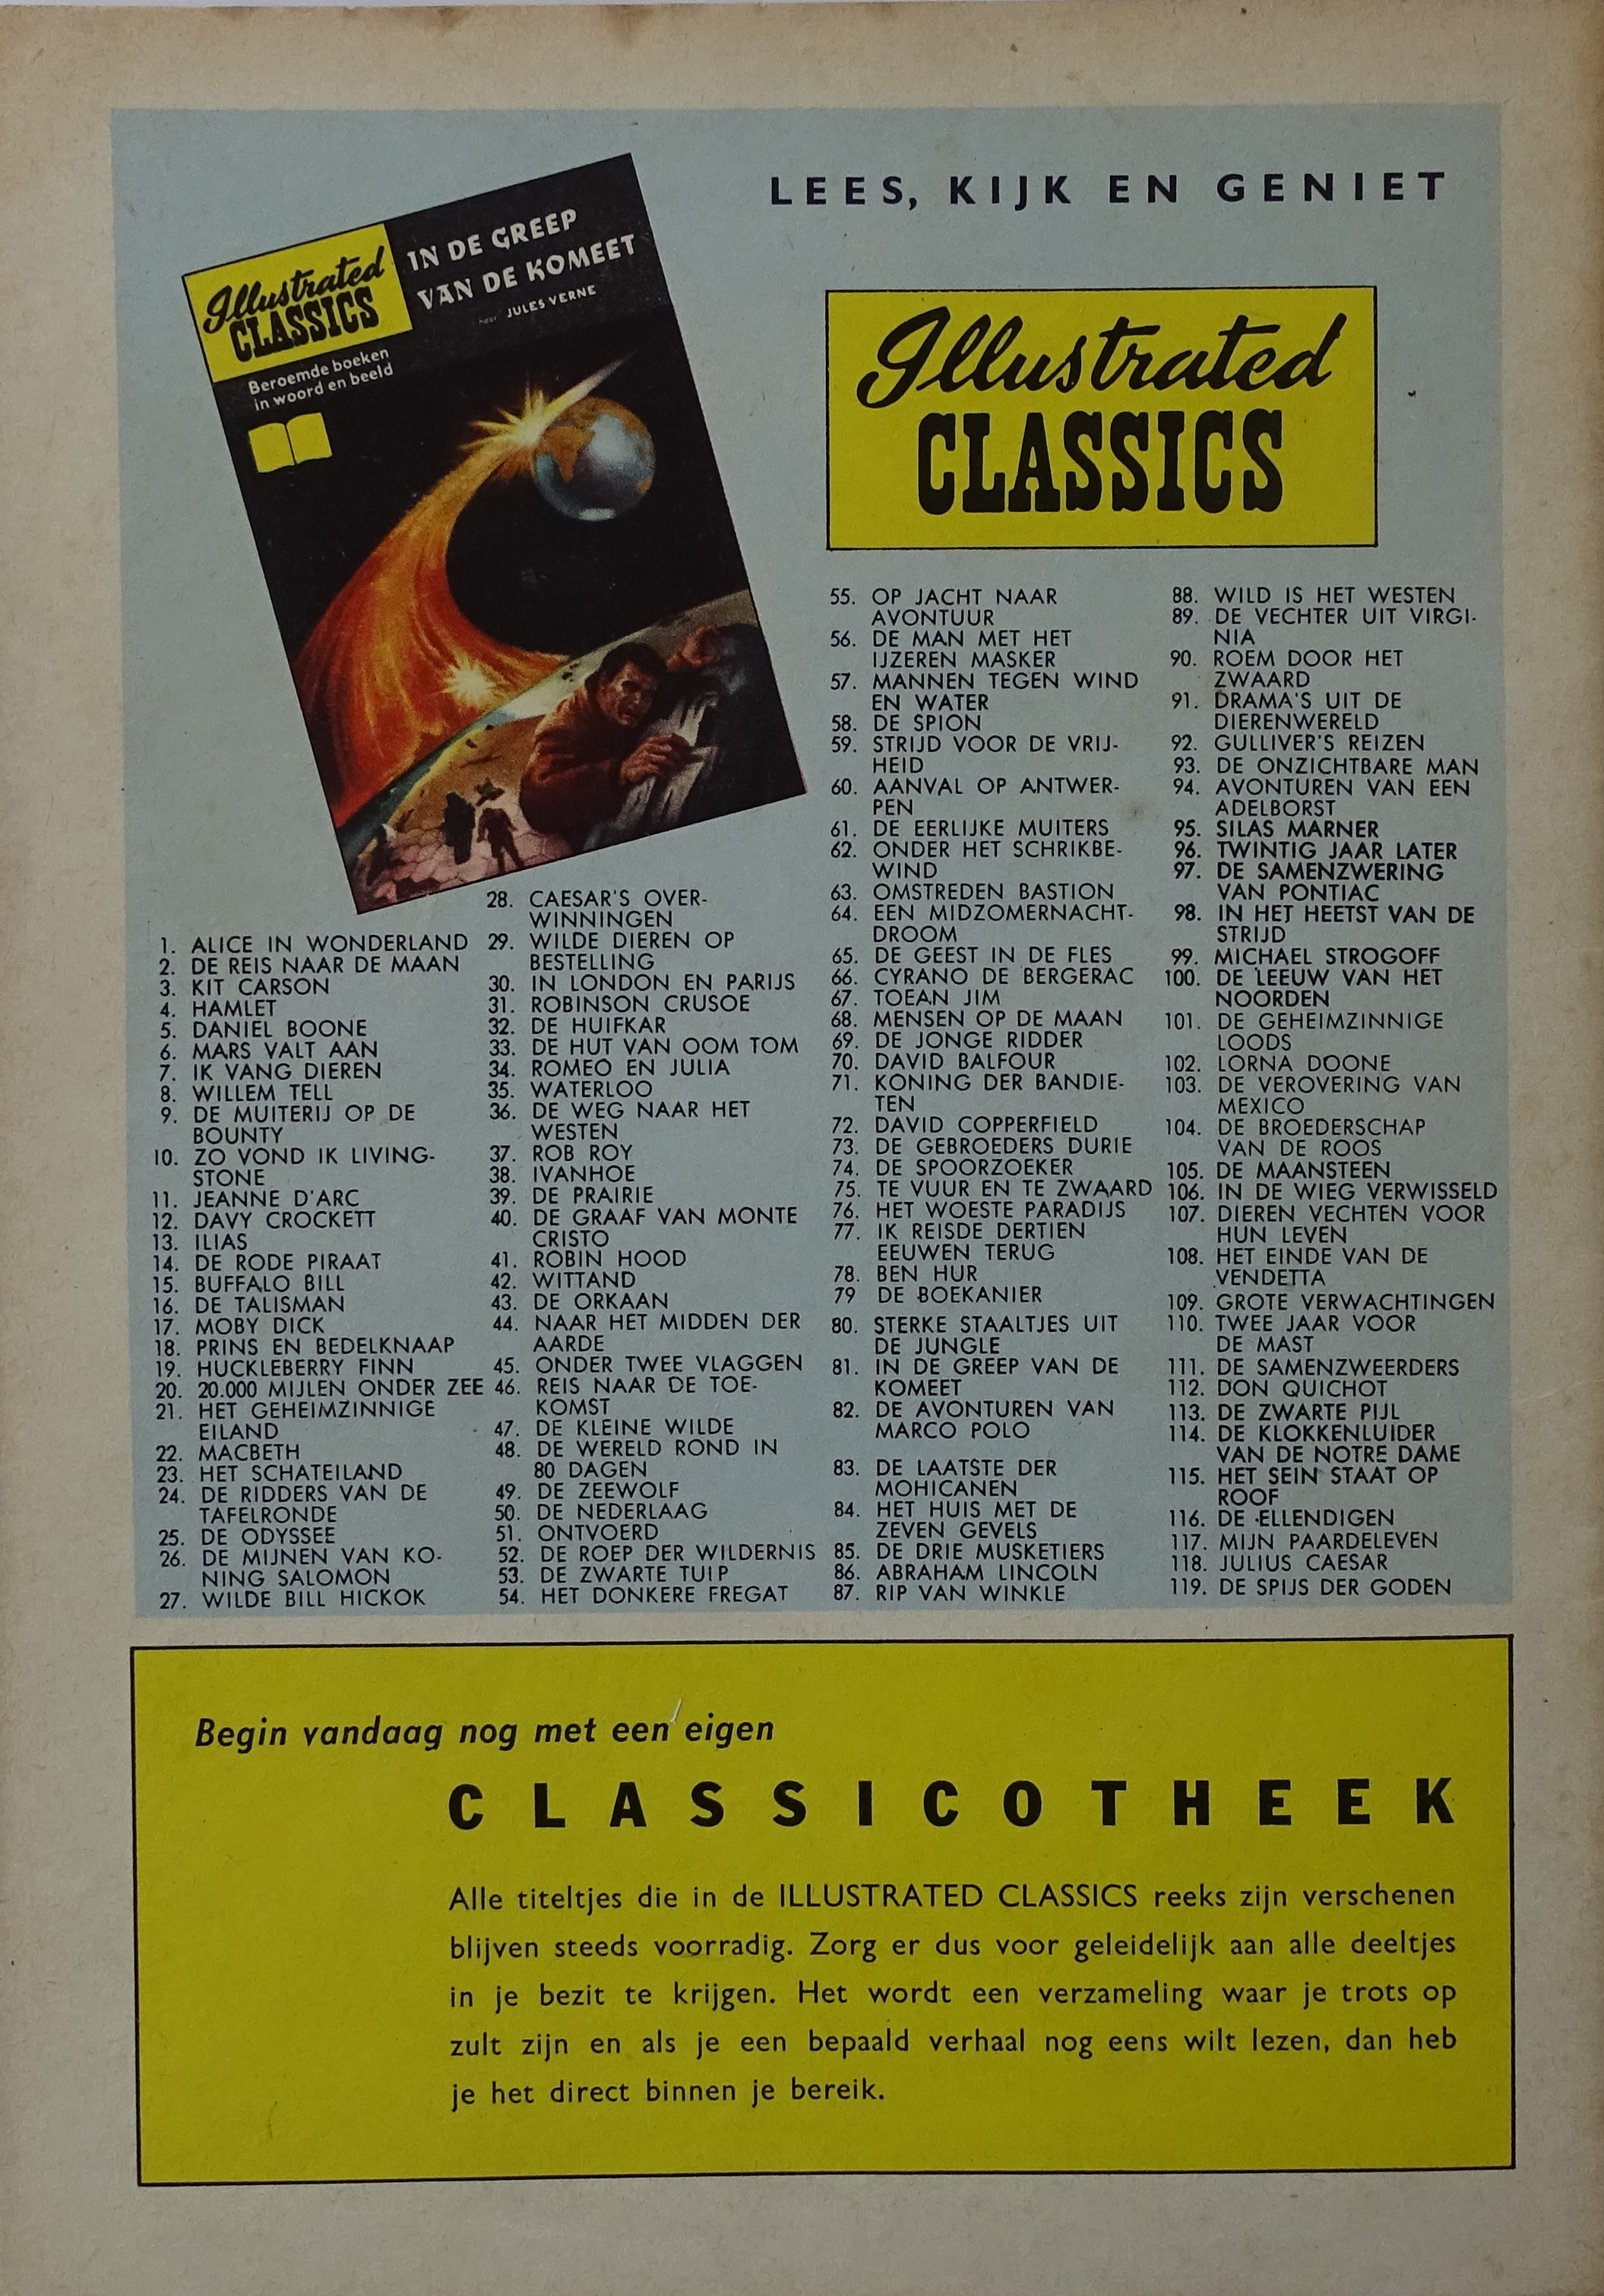 LEES, KIJK EN GENIET
Illustrated
CLASSICS
IN DE GREEP
VAN DE KOMEET
naar JULES VERNE
Beroemde boeken
in woord en beeld
Illustrated
CLASSICS
1. ALICE IN WONDERLAND
2. DE REIS NAAR DE MAAN
3. KIT CARSON
4. HAMLET
5. DANIEL BOONE
6. MARS VALT AAN
7. IK VANG DIEREN
8. WILLEM TELL
9. DE MUITERIJ OP DE
BOUNTY
10. ZO VOND IK LIVING-
STONE
11. JEANNE D'ARC
12. DAVY CROCKETT
13. ILIAS
14. DE RODE PIRAAT
15. BUFFALO BILL
16. DE TALISMAN
17. MOBY DICK
18. PRINS EN BEDELKNAAP
19. HUCKLEBERRY FINN
20. 20.000 MIJLEN ONDER ZEE
21. HET GEHEIMZINNIGE
EILAND
22. MACBETH
23. HET SCHATEILAND
24. DE RIDDERS VAN DE
TAFELRONDE
25. DE ODYSSEE
26. DE MIJNEN VAN KO-
NING SALOMON
27. WILDE BILL HICKOK
28. CAESAR'S OVER-
WINNINGEN
29. WILDE DIEREN OP
BESTELLING
30. IN LONDON EN PARIJS
31. ROBINSON CRUSOE
32. DE HUIFKAR
33. DE HUT VAN OOM TOM
34. ROMEO EN JULIA
35. WATERLOO
36. DE WEG NAAR HET
WESTEN
37. ROB ROY
38. IVANHOE
39. DE PRAIRIE
40. DE GRAAF VAN MONTE
CRISTO
41. ROBIN HOOD
42. WITTAND
43. DE ORKAAN
44. NAAR HET MIDDEN DER
AARDE
45. ONDER TWEE VLAGGEN
46. REIS NAAR DE TOE-
KOMST
47. DE KLEINE WILDE
48. DE WERELD ROND IN
80 DAGEN
49. DE ZEEWOLF
50. DE NEDERLAAG
51. ONTVOERD
52. DE ROEP DER WILDERNIS
53. DE ZWARTE TULP
54. HET DONKERE FREGAT
55. OP JACHT NAAR
AVONTUUR
56. DE MAN MET HET
IJZEREN MASKER
57. MANNEN TEGEN WIND
EN WATER
58. DE SPION
59. STRIJD VOOR DE VRIJ-
HEID
60. AANVAL OP ANTWER-
PEN
61. DE EERLIJKE MUITERS
62. ONDER HET SCHRIKBE-
WIND
63. OMSTREDEN BASTION
64. EEN MIDZOMERNACHT-
DROOM
65. DE GEEST IN DE FLES
66. CYRANO DE BERGERAC
67. TOEAN JIM
68. MENSEN OP DE MAAN
69. DE JONGE RIDDER
70. DAVID BALFOUR
71. KONING DER BANDIE-
TEN
72. DAVID COPPERFIELD
73. DE GEBROEDERS DURIE
74. DE SPOORZOEKER
75. TE VUUR EN TE ZWAARD
76. HET WOESTE PARADIJS
77. IK REISDE DERTIEN
EEUWEN TERUG
78. BEN HUR
79 DE BOEKANIER
80. STERKE STAALTJES UIT
DE JUNGLE
81. IN DE GREEP VAN DE
KOMEET
82. DE AVONTUREN VAN
MARCO POLO
83. DE LAATSTE DER
MOHICANEN
84. HET HUIS MET DE
ZEVEN GEVELS
85. DE DRIE MUSKETIERS
86. ABRAHAM LINCOLN
87. RIP VAN WINKLE
88. WILD IS HET WESTEN
89. DE VECHTER UIT VIRGI-
NIA
90. ROEM DOOR HET
ZWAARD
91. DRAMA'S UIT DE
DIERENWERELD
92. GULLIVER'S REIZEN
93. DE ONZICHTBARE MAN
94. AVONTUREN VAN EEN
ADELBORST
95. SILAS MARNER
96. TWINTIG JAAR LATER
97. DE SAMENZWERING
VAN PONTIAC
98. IN HET HEETST VAN DE
STRIJD
99. MICHAEL STROGOFF
100. DE LEEUW VAN HET
NOORDEN
101. DE GEHEIMZINNIGE
LOODS
102. LORNA DOONE
103. DE VEROVERING VAN
MEXICO
104. DE BROEDERSCHAP
VAN DE ROOS
105. DE MAANSTEEN
106. IN DE WIEG VERWISSELD
107. DIEREN VECHTEN VOOR
HUN LEVEN
108. HET EINDE VAN DE
VENDETTA
109. GROTE VERWACHTINGEN
110. TWEE JAAR VOOR
DE MAST
111. DE SAMENZWEERDERS
112. DON QUICHOT
113. DE ZWARTE PIJL
114. DE KLOKKENLUIDER
VAN DE NOTRE DAME
115. HET SEIN STAAT OP
ROOF
116. DE ELLENDIGEN
117. MIJN PAARDELEVEN
118. JULIUS CAESAR
119. DE SPIJS DER GODEN
Begin vandaag nog met een eigen
CLASSICOTHEEK
Alle titeltjes die in de ILLUSTRATED CLASSICS reeks zijn verschenen
blijven steeds voorradig. Zorg er dus voor geleidelijk aan alle deeltjes
in je bezit te krijgen. Het wordt een verzameling waar je trots op
zult zijn en als je een bepaald verhaal nog eens wilt lezen, dan heb
je het direct binnen je bereik.